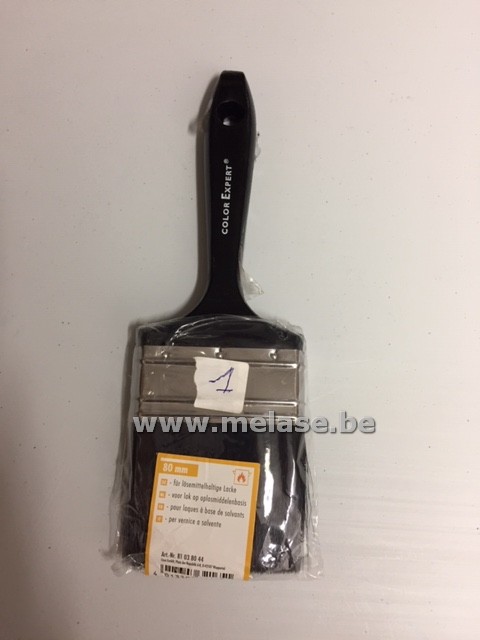 COLOR EXPERT®
1
www.melase.be
80 mm
- für lösemittelhaltige Lacke
- voor lak op oplosmiddelenbasis
- pour laques à base de solvants
- per vernice a solvente
Art.-Nr. 81 03 80 44